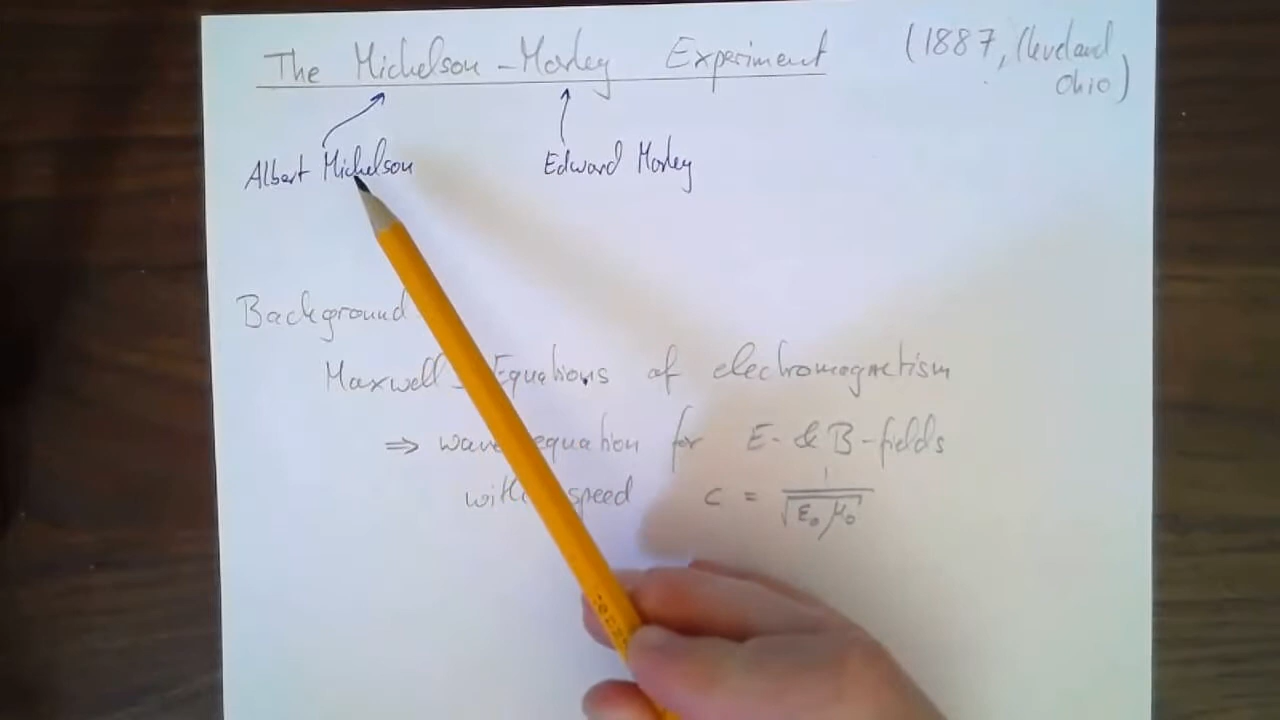 The Michelson-Morley Experiment (1887, Cleveland, Ohio)
Albert Michelson Edward Morley
Background
Maxwell Equations of electromagnetism
⇒ wave equation for E- & B-fields
with speed c = 1/√ε₀μ₀